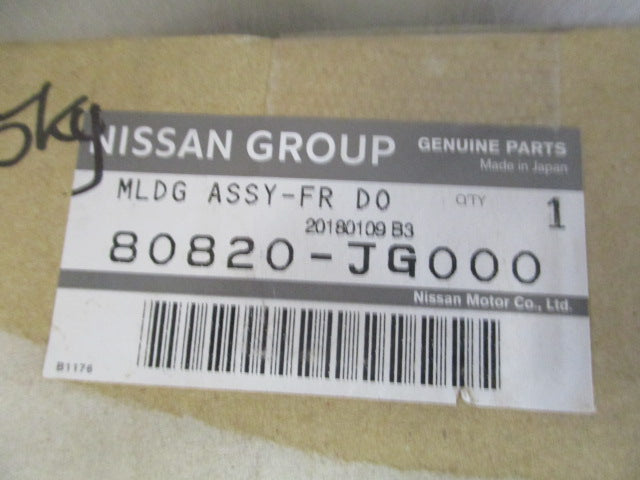 Sky
NISSAN GROUP GENUINE PARTS
Made in Japan
MLDG ASSY-FR DO QTY 1
20180109 B3
80820-JG000
Nissan Motor Co., Ltd.
B1176